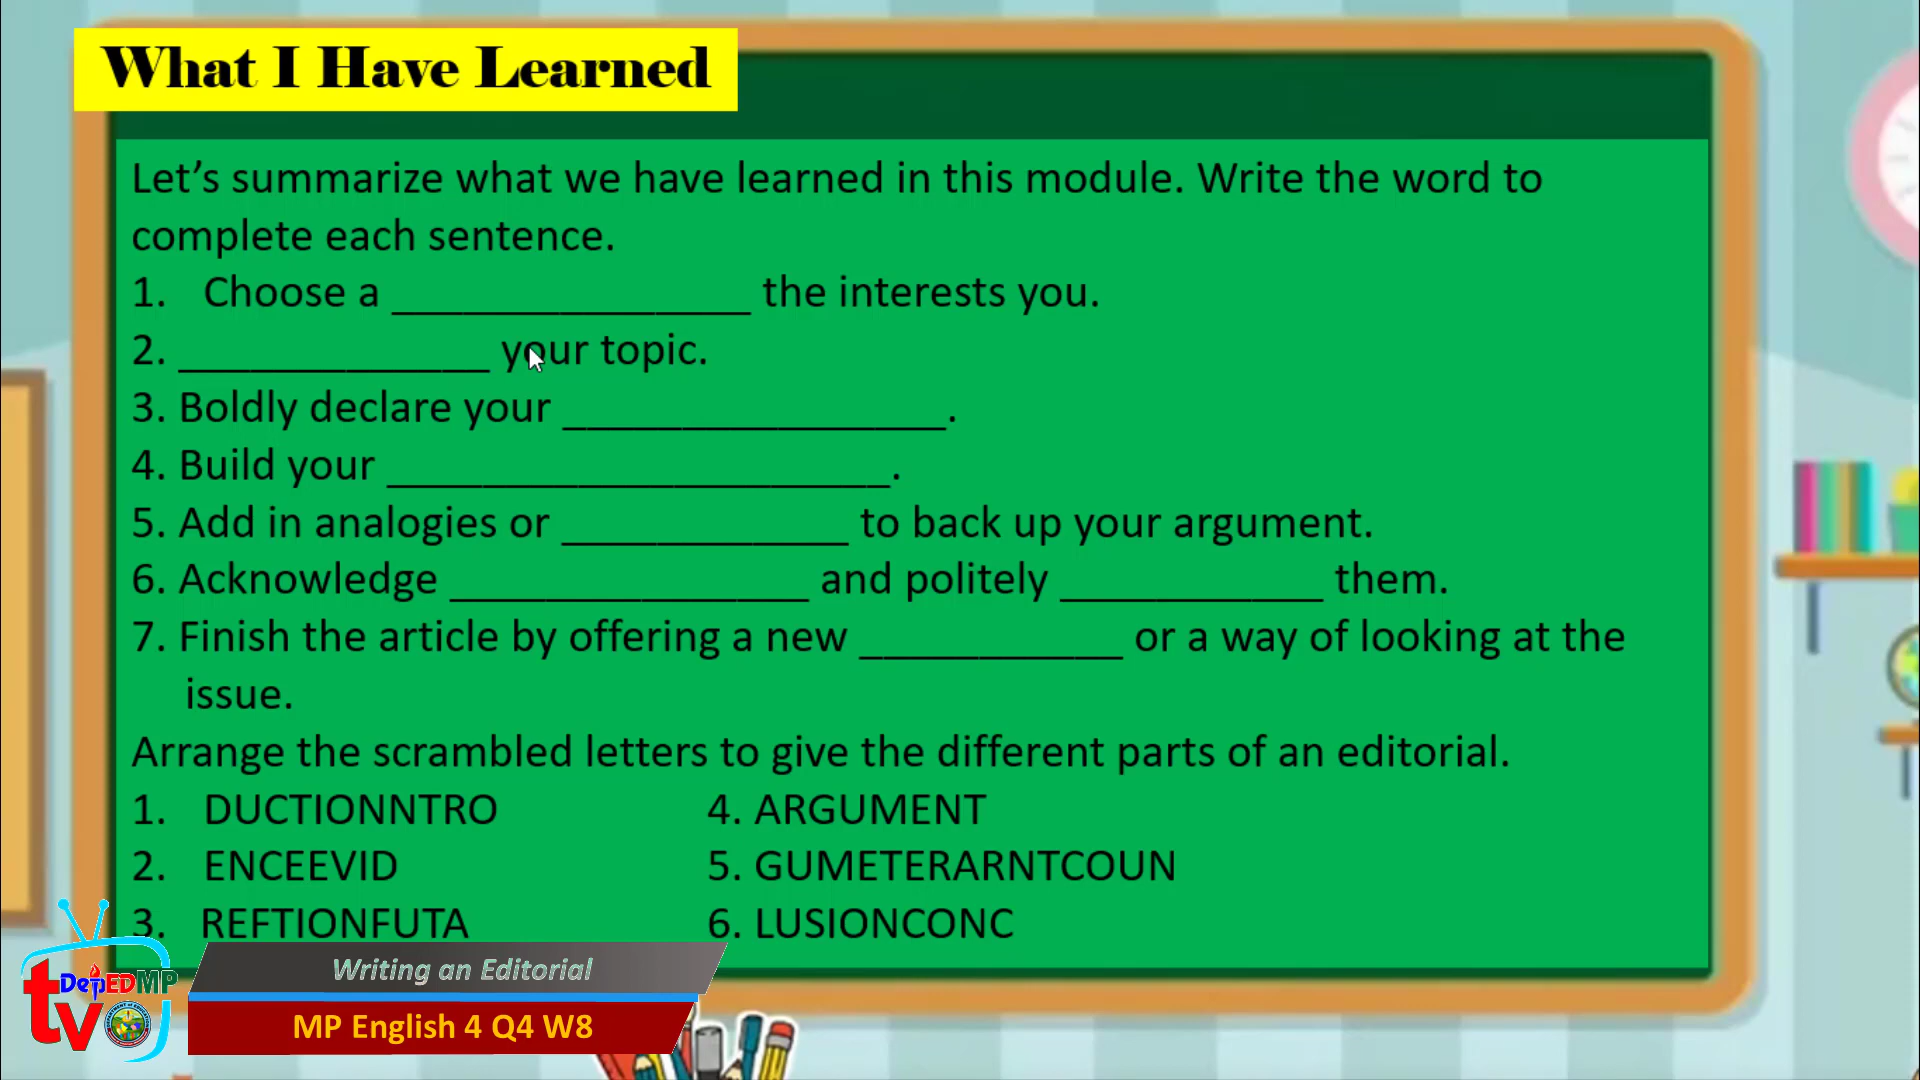 What I Have Learned
Let's summarize what we have learned in this module. Write the word to
complete each sentence.
1. Choose a _______________ the interests you.
2. _____________ your topic.
3. Boldly declare your ________________.
4. Build your _____________________.
5. Add in analogies or ____________ to back up your argument.
6. Acknowledge _______________ and politely ___________ them.
7. Finish the article by offering a new ___________ or a way of looking at the
issue.
Arrange the scrambled letters to give the different parts of an editorial.
1. DUCTIONNTRO 4. ARGUMENT
2. ENCEEVID 5. GUMETERARNTCOUN
3. REFTIONFUTA 6. LUSIONCONC
DepEDMP
tv
Writing an Editorial
MP English 4 Q4 W8